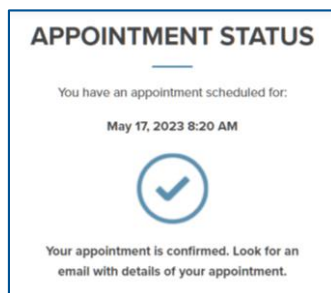 APPOINTMENT STATUS
You have an appointment scheduled for:
May 17, 2023 8:20 AM
Your appointment is confirmed. Look for an
email with details of your appointment.